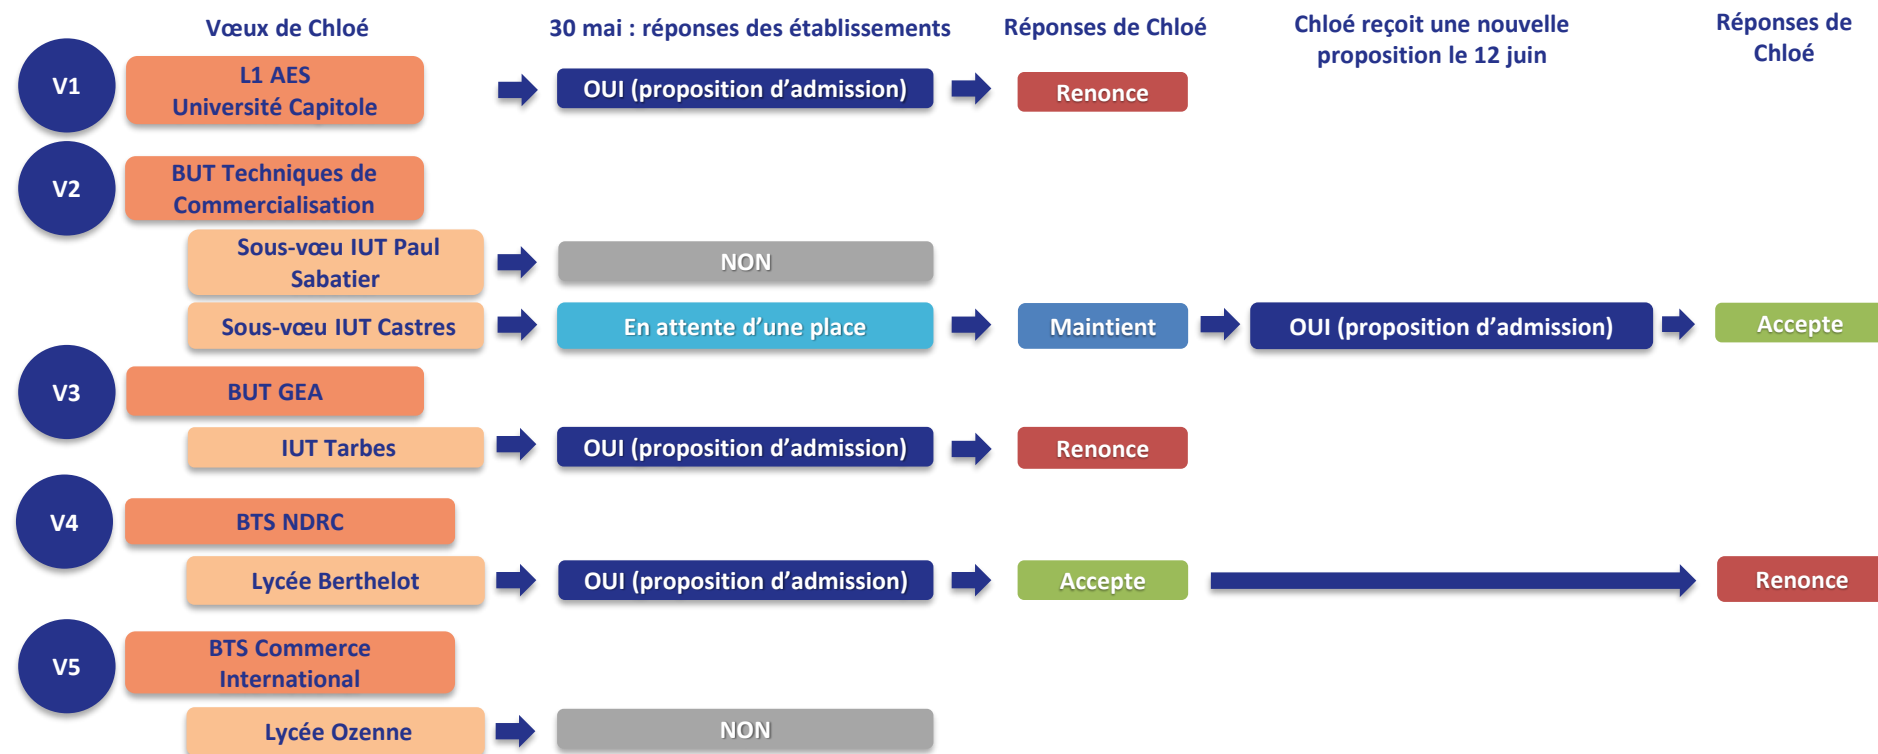 Vœux de Chloé
30 mai : réponses des établissements
Réponses de Chloé
Chloé reçoit une nouvelle
proposition le 12 juin
Réponses de
Chloé
V1
L1 AES
Université Capitole
OUI (proposition d’admission)
Renonce
V2
BUT Techniques de
Commercialisation
Sous-vœu IUT Paul
Sabatier
NON
Sous-vœu IUT Castres
En attente d’une place
Maintient
OUI (proposition d’admission)
Accepte
V3
BUT GEA
IUT Tarbes
OUI (proposition d’admission)
Renonce
V4
BTS NDRC
Lycée Berthelot
OUI (proposition d’admission)
Accepte
Renonce
V5
BTS Commerce
International
Lycée Ozenne
NON